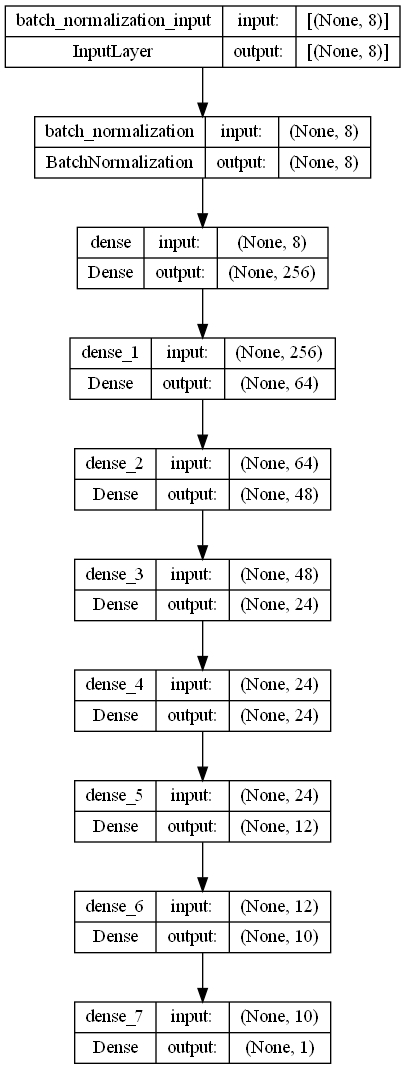 batch_normalization_input input: [(None, 8)]
InputLayer output: [(None, 8)]
batch_normalization input: (None, 8)
BatchNormalization output: (None, 8)
dense input: (None, 8)
Dense output: (None, 256)
dense_1 input: (None, 256)
Dense output: (None, 64)
dense_2 input: (None, 64)
Dense output: (None, 48)
dense_3 input: (None, 48)
Dense output: (None, 24)
dense_4 input: (None, 24)
Dense output: (None, 24)
dense_5 input: (None, 24)
Dense output: (None, 12)
dense_6 input: (None, 12)
Dense output: (None, 10)
dense_7 input: (None, 10)
Dense output: (None, 1)